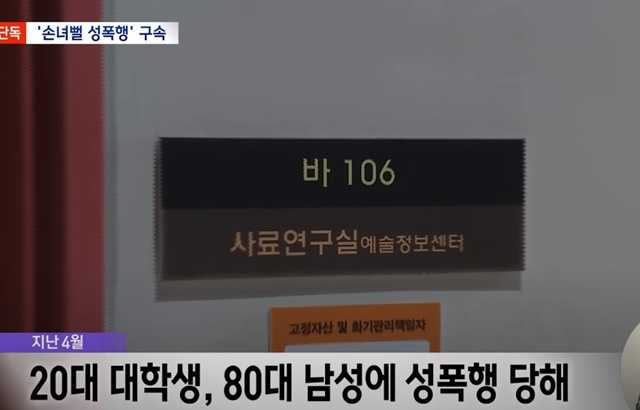 단독 '손녀뻘 성폭행' 구속
바 106
사료연구실예술정보센터
고정자산 및 화기관리책임자
지난 4월
20대 대학생, 80대 남성에 성폭행 당해